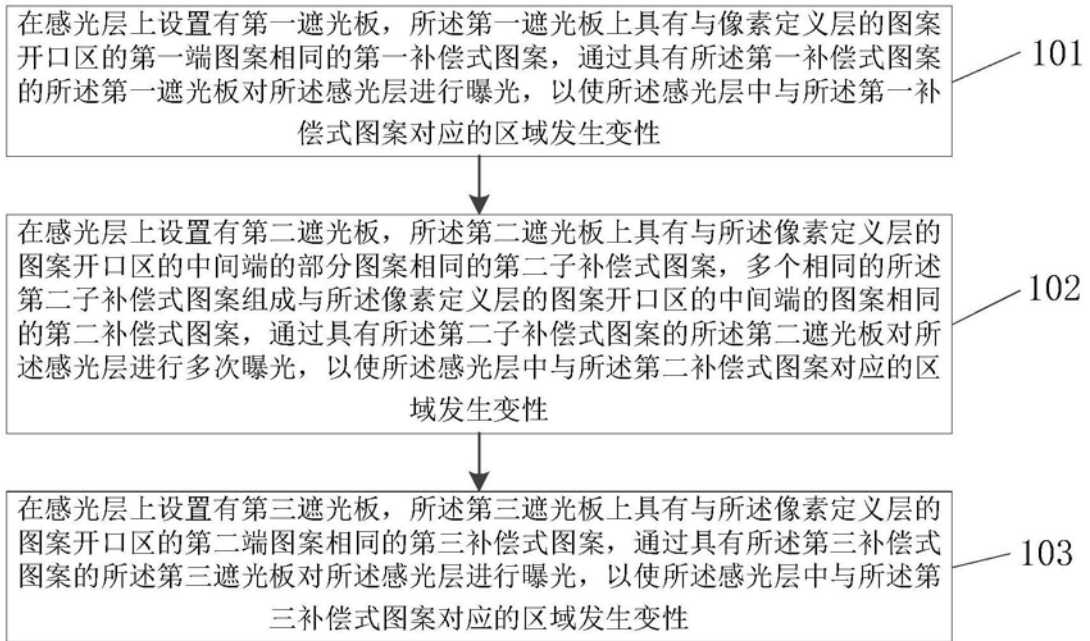 在感光层上设置有第一遮光板，所述第一遮光板上具有与像素定义层的图案
开口区的第一端图案相同的第一补偿式图案，通过具有所述第一补偿式图案
的所述第一遮光板对所述感光层进行曝光，以使所述感光层中与所述第一补
偿式图案对应的区域发生变性
101
在感光层上设置有第二遮光板，所述第二遮光板上具有与所述像素定义层的
图案开口区的中间端的部分图案相同的第二子补偿式图案，多个相同的所述
第二子补偿式图案组成与所述像素定义层的图案开口区的中间端的图案相同
的第二补偿式图案，通过具有所述第二子补偿式图案的所述第二遮光板对所
述感光层进行多次曝光，以使所述感光层中与所述第二补偿式图案对应的区
域发生变性
102
在感光层上设置有第三遮光板，所述第三遮光板上具有与所述像素定义层的
图案开口区的第二端图案相同的第三补偿式图案，通过具有所述第三补偿式
图案的所述第三遮光板对所述感光层进行曝光，以使所述感光层中与所述第
三补偿式图案对应的区域发生变性
103